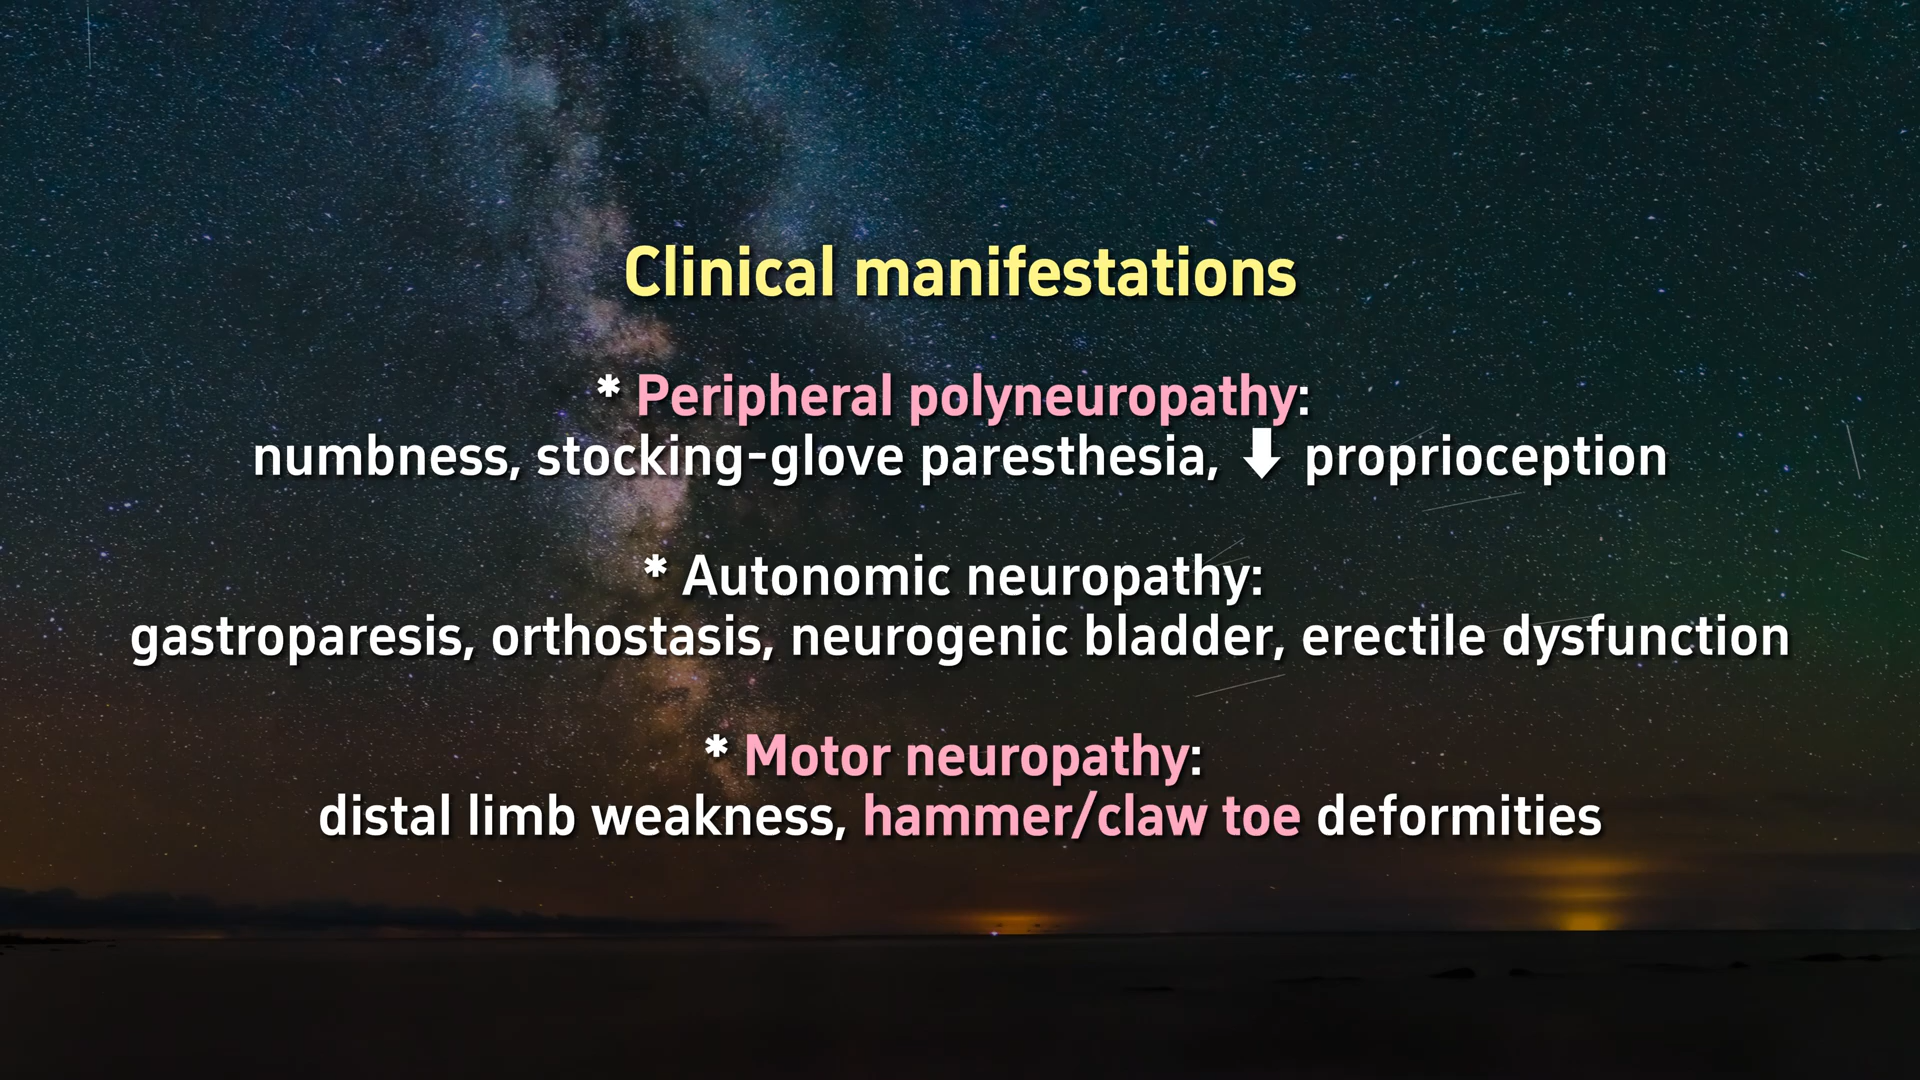 Clinical manifestations
* Peripheral polyneuropathy:
numbness, stocking-glove paresthesia, ⬇ proprioception
* Autonomic neuropathy:
gastroparesis, orthostasis, neurogenic bladder, erectile dysfunction
* Motor neuropathy:
distal limb weakness, hammer/claw toe deformities